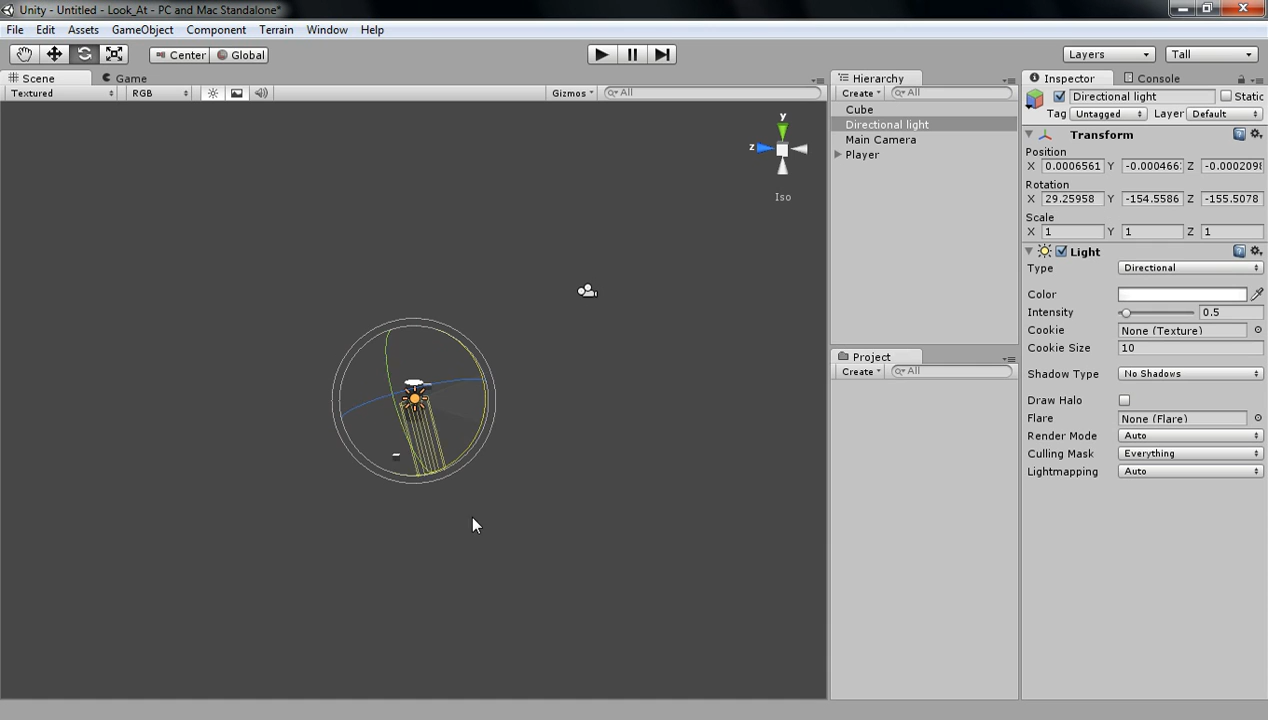 Unity - Untitled - Look_At - PC and Mac Standalone*
File Edit Assets GameObject Component Terrain Window Help
Center Global Layers Tall
Scene Game
Textured RGB Gizmos All
y
z
Iso
Hierarchy
Create All
Cube
Directional light
Main Camera
Player
Project
Create All
Inspector Console
Directional light Static
Tag Untagged Layer Default
Transform
Position
X 0.0006561 Y -0.000466 Z -0.000209
Rotation
X 29.25958 Y -154.5586 Z -155.5078
Scale
X 1 Y 1 Z 1
Light
Type Directional
Color
Intensity 0.5
Cookie None (Texture)
Cookie Size 10
Shadow Type No Shadows
Draw Halo
Flare None (Flare)
Render Mode Auto
Culling Mask Everything
Lightmapping Auto